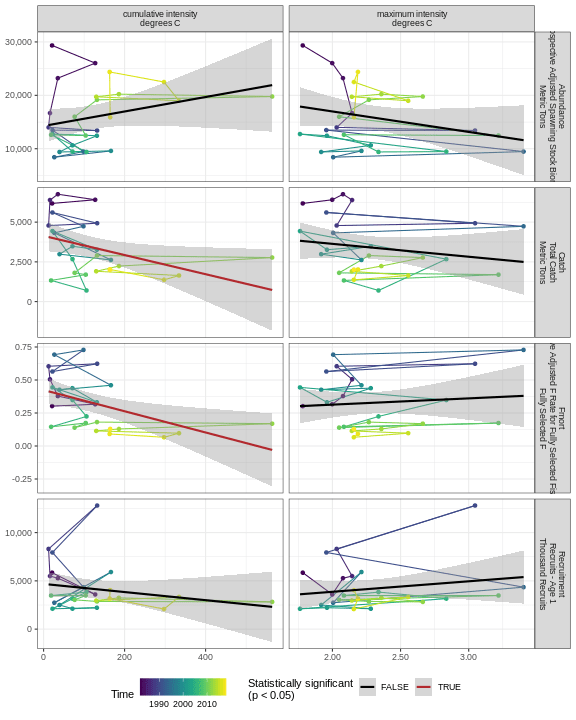 cumulative intensity
degrees C
maximum intensity
degrees C
30,000
20,000
10,000
Abundance
Adjusted Spawning Stock
Metric Tons
5,000
2,500
0
Catch
Total Catch
Metric Tons
0.75
0.50
0.25
0.00
-0.25
Fmort
Adjusted F Rate for Fully Selected
Fully Selected F
10,000
5,000
0
Recruitment
Recruits - Age 1
Thousand Recruits
0
200
400
2.00
2.50
3.00
Time
1990 2000 2010
Statistically significant
(p < 0.05)
FALSE
TRUE